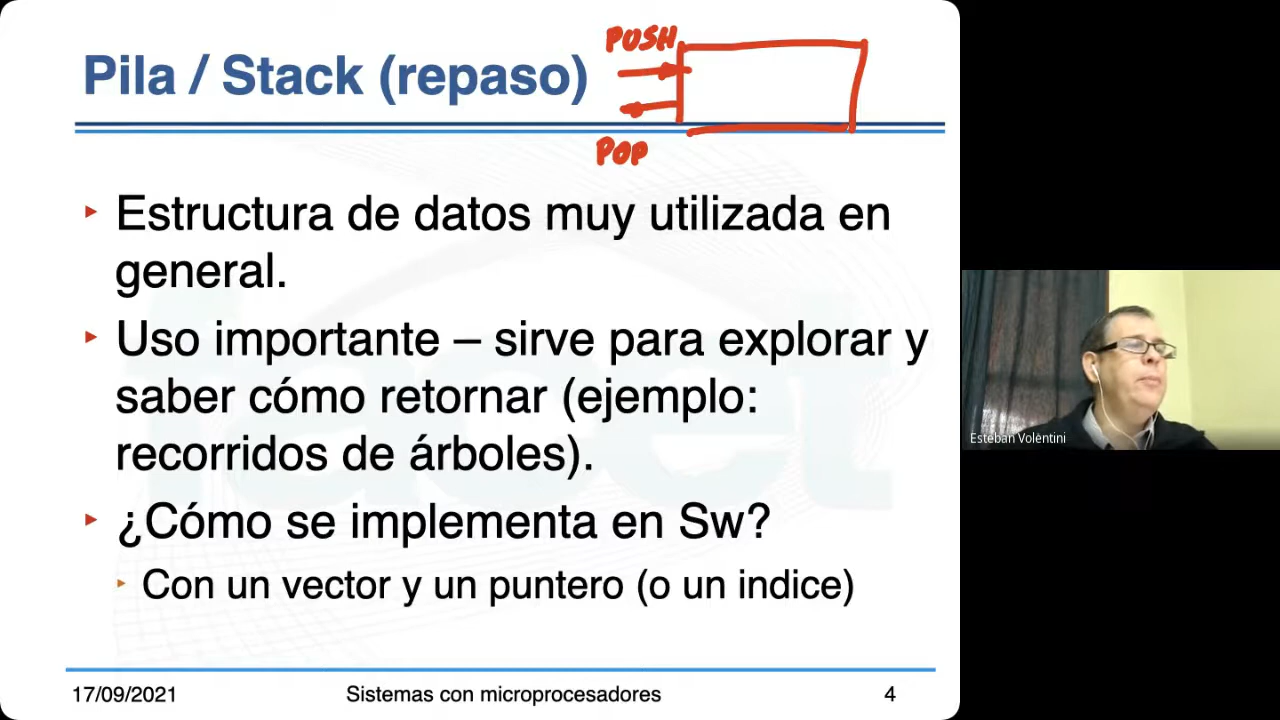 Pila / Stack (repaso)
PUSH
POP
Estructura de datos muy utilizada en
general.
Uso importante – sirve para explorar y
saber cómo retornar (ejemplo:
recorridos de árboles).
¿Cómo se implementa en Sw?
Con un vector y un puntero (o un indice)
17/09/2021
Sistemas con microprocesadores
4
Esteban Volentini